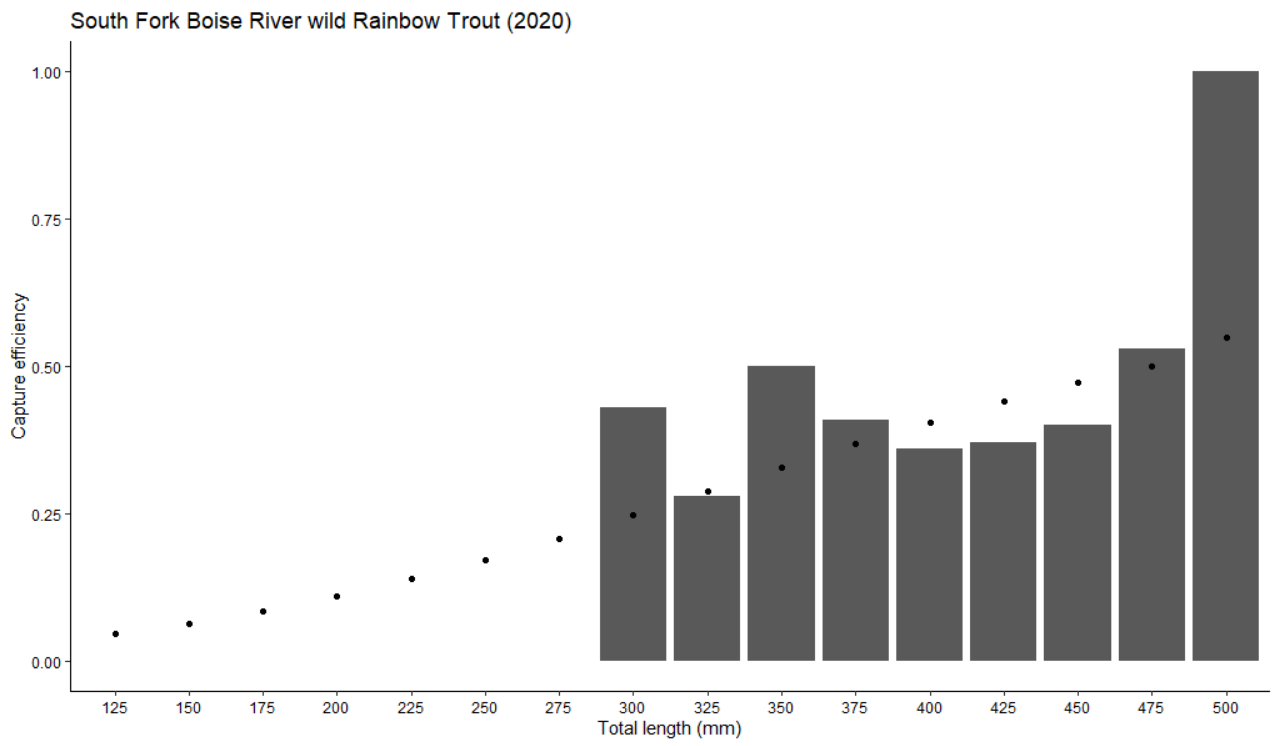 South Fork Boise River wild Rainbow Trout (2020)
1.00
0.75
0.50
0.25
0.00
Capture efficiency
125 150 175 200 225 250 275 300 325 350 375 400 425 450 475 500
Total length (mm)